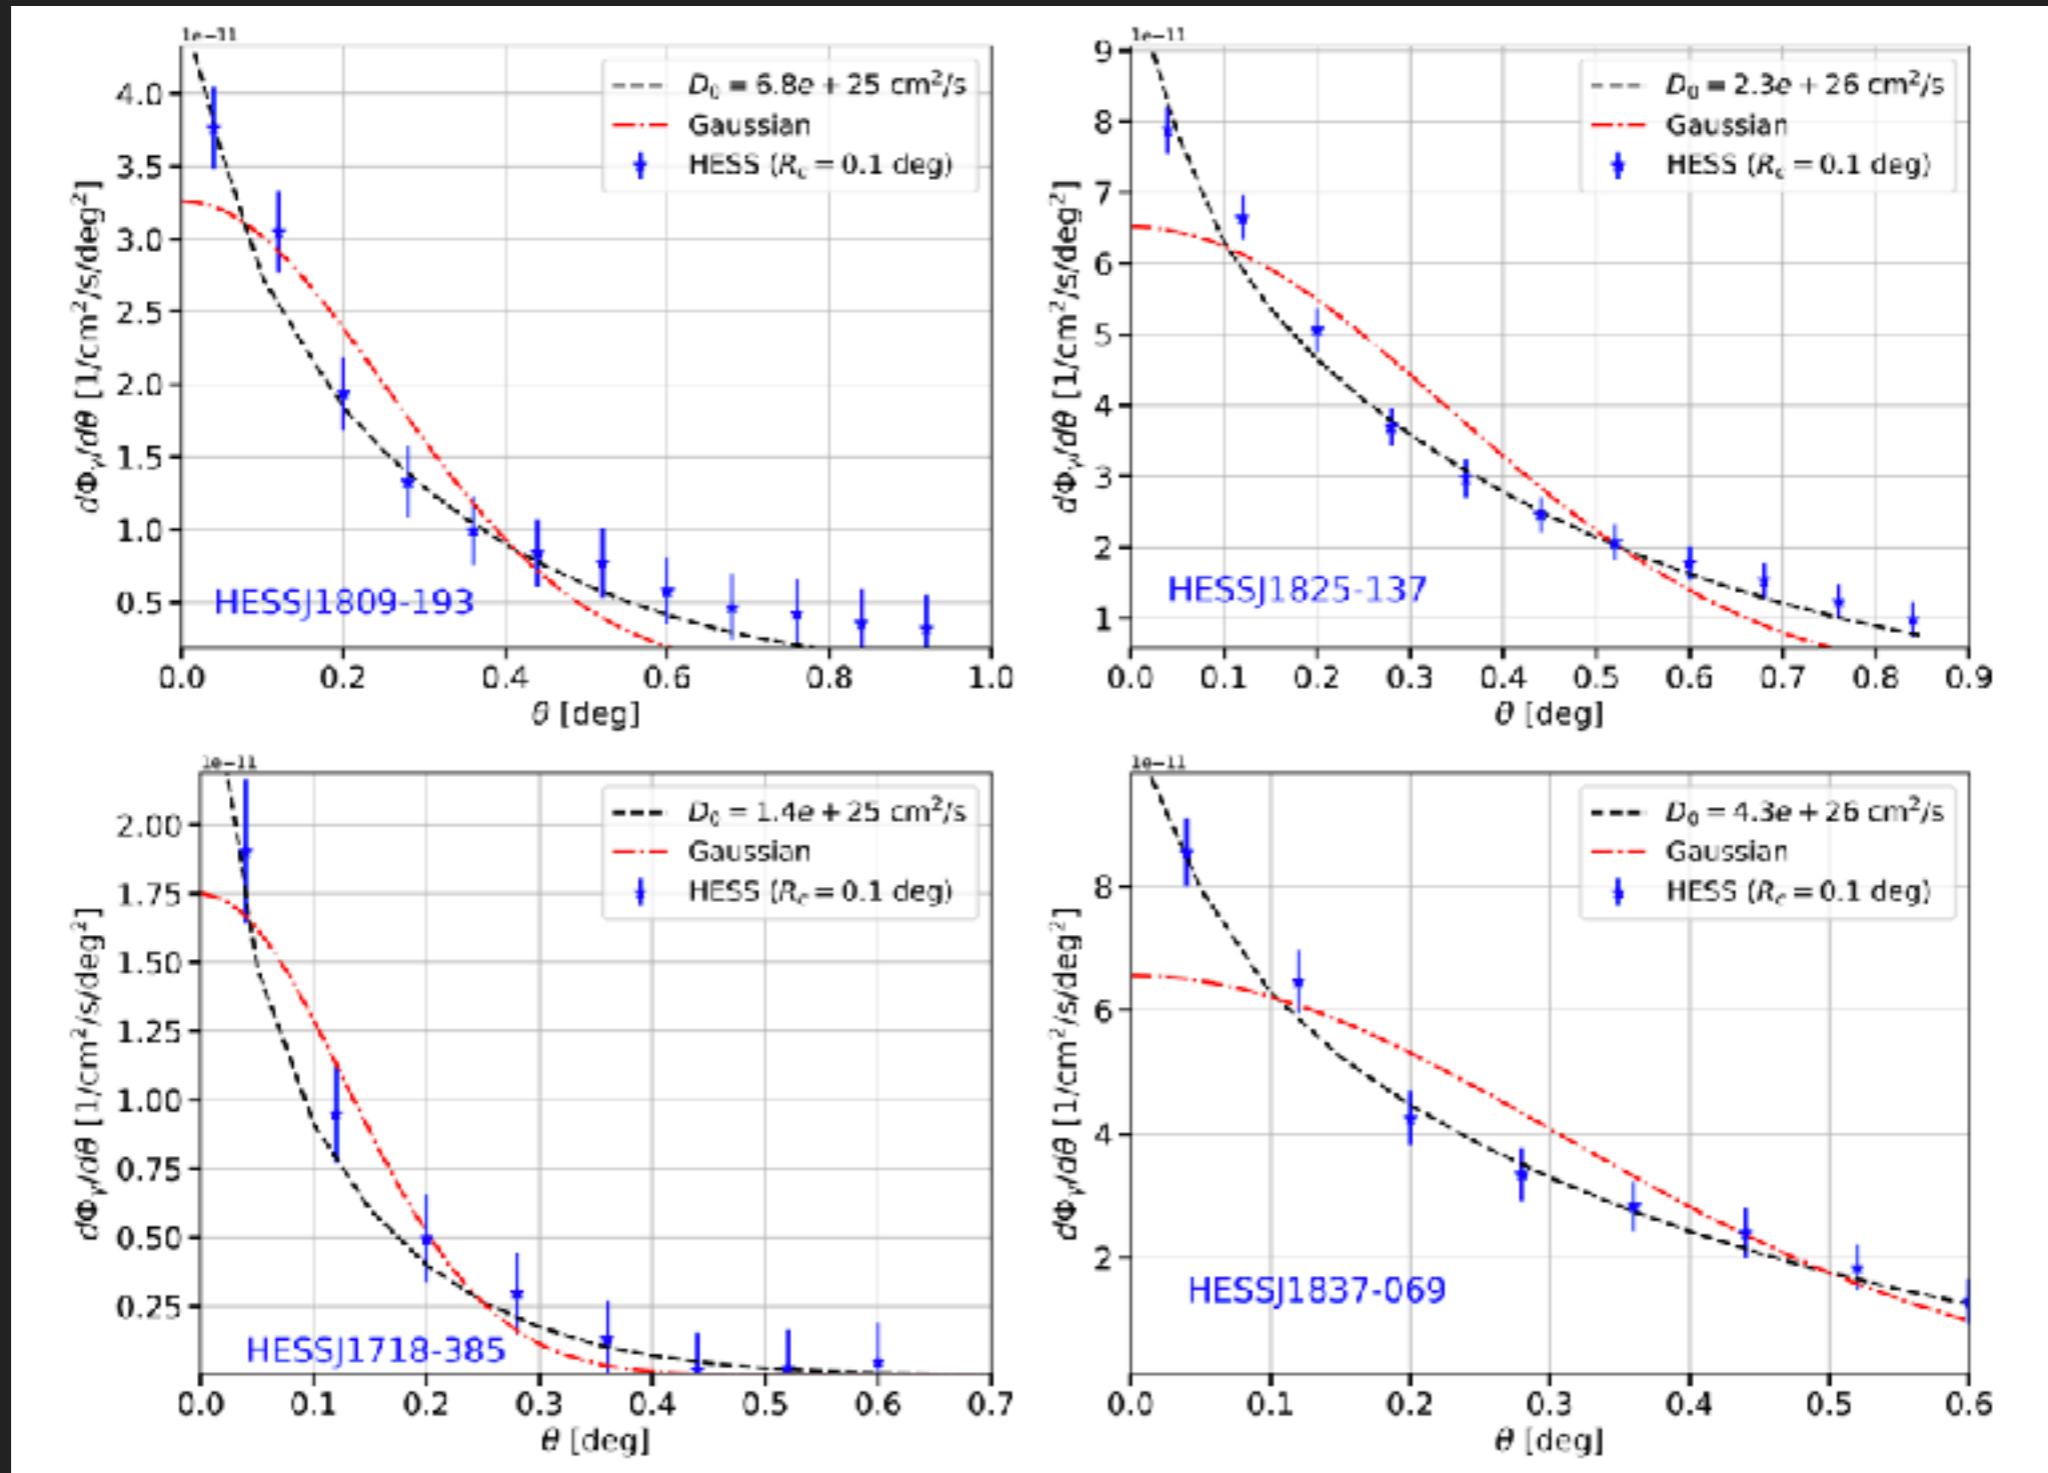 1e−11
D₀ = 6.8e + 25 cm²/s
Gaussian
HESS (R_c = 0.1 deg)
4.0
3.5
3.0
2.5
2.0
1.5
1.0
0.5
dΦγ/dθ [1/cm²/s/deg²]
HESSJ1809-193
0.0 0.2 0.4 0.6 0.8 1.0
θ [deg]
1e−11
D₀ = 2.3e + 26 cm²/s
Gaussian
HESS (R_c = 0.1 deg)
9
8
7
6
5
4
3
2
1
dΦγ/dθ [1/cm²/s/deg²]
HESSJ1825-137
0.0 0.1 0.2 0.3 0.4 0.5 0.6 0.7 0.8 0.9
θ [deg]
1e−11
D₀ = 1.4e + 25 cm²/s
Gaussian
HESS (R_c = 0.1 deg)
2.00
1.75
1.50
1.25
1.00
0.75
0.50
0.25
dΦγ/dθ [1/cm²/s/deg²]
HESSJ1718-385
0.0 0.1 0.2 0.3 0.4 0.5 0.6 0.7
θ [deg]
1e−11
D₀ = 4.3e + 26 cm²/s
Gaussian
HESS (R_c = 0.1 deg)
8
6
4
2
dΦγ/dθ [1/cm²/s/deg²]
HESSJ1837-069
0.0 0.1 0.2 0.3 0.4 0.5 0.6
θ [deg]